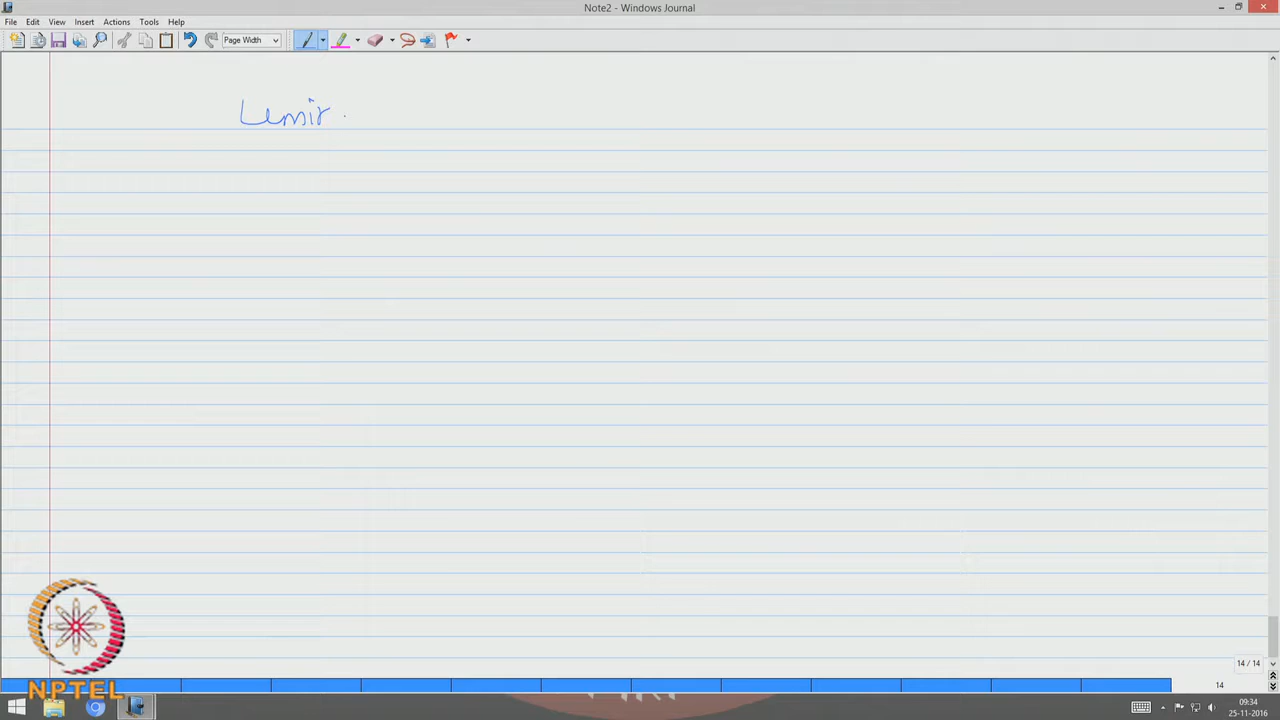 Note2 - Windows Journal
File Edit View Insert Actions Tools Help
Page Width
14 / 14
14
NPTEL
09:34
25-11-2016